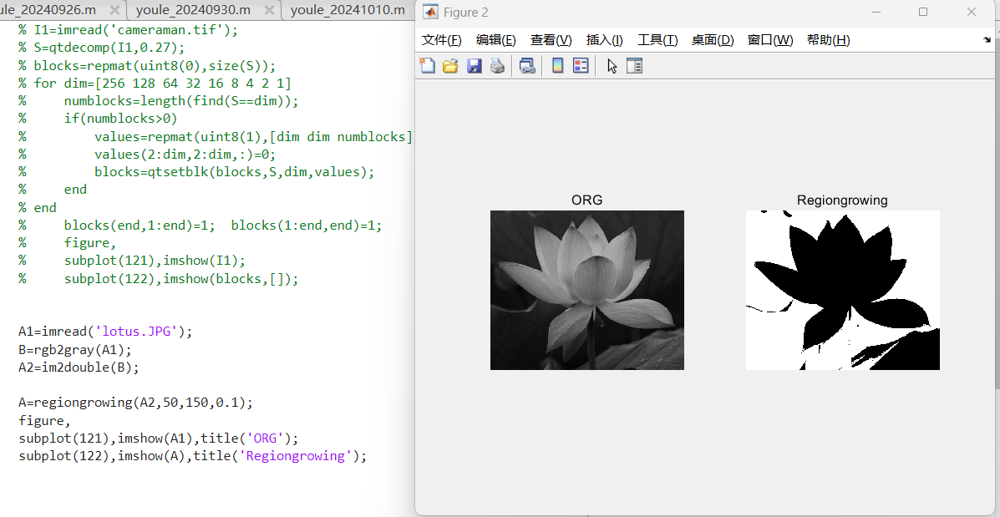 ule_20240926.m youle_20240930.m youle_20241010.m
% I1=imread('cameraman.tif');
% S=qtdecomp(I1,0.27);
% blocks=repmat(uint8(0),size(S));
% for dim=[256 128 64 32 16 8 4 2 1]
%     numblocks=length(find(S==dim));
%     if(numblocks>0)
%         values=repmat(uint8(1),[dim dim numblocks]
%         values(2:dim,2:dim,:)=0;
%         blocks=qtsetblk(blocks,S,dim,values);
%     end
% end
%     blocks(end,1:end)=1;  blocks(1:end,end)=1;
%     figure,
%     subplot(121),imshow(I1);
%     subplot(122),imshow(blocks,[]);
A1=imread('lotus.JPG');
B=rgb2gray(A1);
A2=im2double(B);
A=regiongrowing(A2,50,150,0.1);
figure,
subplot(121),imshow(A1),title('ORG');
subplot(122),imshow(A),title('Regiongrowing');
Figure 2
文件(F) 编辑(E) 查看(V) 插入(I) 工具(T) 桌面(D) 窗口(W) 帮助(H)
ORG
Regiongrowing